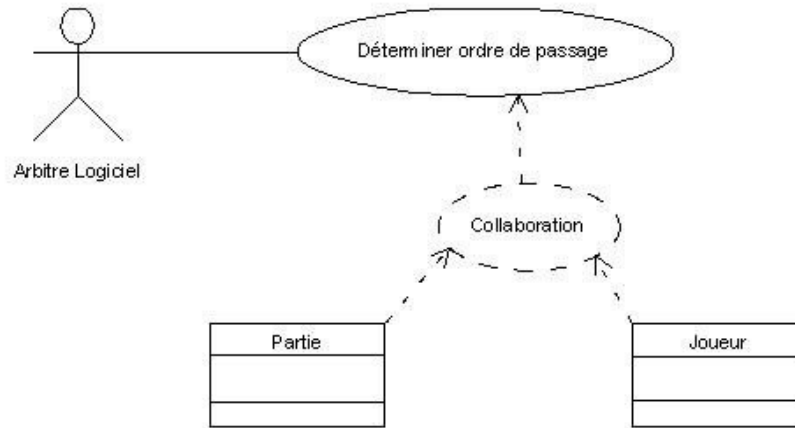 Déterminer ordre de passage
Arbitre Logiciel
Collaboration
Partie
Joueur